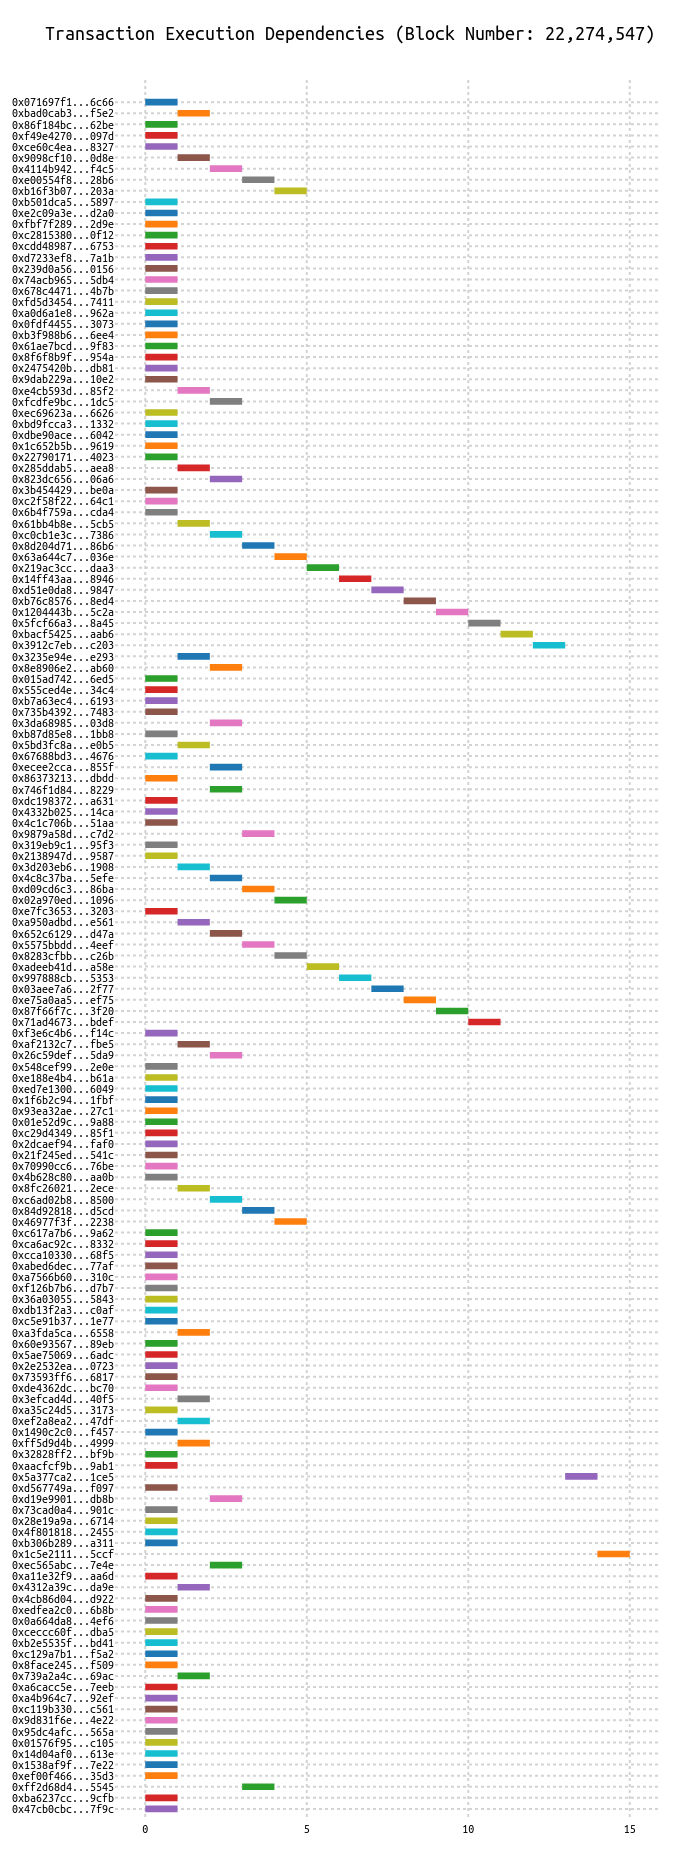 Transaction Execution Dependencies (Block Number: 22,274,547)
0x071697f1...6c66
0xbad0cab3...f5e2
0x86f184bc...62be
0xf49e4270...097d
0xce60c4ea...8327
0x9098cf10...0d8e
0x4114b942...f4c5
0xe00554f8...28b6
0xb16f3b07...203a
0xb501dca5...5897
0xe2c09a3e...d2a0
0xfbf7f289...2d9e
0xc2815380...0f12
0xcdd48987...6753
0xd7233ef8...7a1b
0x239d0a56...0156
0x74acb965...5db4
0x678c4471...4b7b
0xfd5d3454...7411
0xa0d6a1e8...962a
0x0fdf4455...3073
0xb3f988b6...6ee4
0x61ae7bcd...9f83
0x8f6f8b9f...954a
0x2475420b...db81
0x9dab229a...10e2
0xe4cb593d...85f2
0xfcdfe9bc...1dc5
0xec69623a...6626
0xbd9fcca3...1332
0xdbe90ace...6042
0x1c652b5b...9619
0x22790171...4023
0x285ddab5...aea8
0x823dc656...06a6
0x3b454429...be0a
0xc2f58f22...64c1
0x6b4f759a...cda4
0x61bb4b8e...5cb5
0xc0cb1e3c...7386
0x8d204d71...86b6
0x63a644c7...036e
0x219ac3cc...daa3
0x14ff43aa...8946
0xd51e0da8...9847
0xb76c8576...8ed4
0x1204443b...5c2a
0x5fcf66a3...8a45
0xbacf5425...aab6
0x3912c7eb...c203
0x3235e94e...e293
0x8e8906e2...ab60
0x015ad742...6ed5
0x555ced4e...34c4
0xb7a63ec4...6193
0x735b4392...7483
0x3da68985...03d8
0xb87d85e8...1bb8
0x5bd3fc8a...e0b5
0x67688bd3...4676
0xecee2cca...855f
0x86373213...dbdd
0x746f1d84...8229
0xdc198372...a631
0x4332b025...14ca
0x4c1c706b...51aa
0x9879a58d...c7d2
0x319eb9c1...95f3
0x2138947d...9587
0x3d203eb6...1908
0x4c8c37ba...5efe
0xd09cd6c3...86ba
0x02a970ed...1096
0xe7fc3653...3203
0xa950adbd...e561
0x652c6129...d47a
0x5575bbdd...4eef
0x8283cfbb...c26b
0xadeeb41d...a58e
0x997888cb...5353
0x03aee7a6...2f77
0xe75a0aa5...ef75
0x87f66f7c...3f20
0x71ad4673...bdef
0xf3e6c4b6...f14c
0xaf2132c7...fbe5
0x26c59def...5da9
0x548cef99...2e0e
0xe188e4b4...b61a
0xed7e1300...6049
0x1f6b2c94...1fbf
0x93ea32ae...27c1
0x01e52d9c...9a88
0xc29d4349...85f1
0x2dcaef94...faf0
0x21f245ed...541c
0x70990cc6...76be
0x4b628c80...aa0b
0x8fc26021...2ece
0xc6ad02b8...8500
0x84d92818...d5cd
0x46977f3f...2238
0xc617a7b6...9a62
0xca6ac92c...8332
0xcca10330...68f5
0xabed6dec...77af
0xa7566b60...310c
0xf126b7b6...d7b7
0x36a03055...5843
0xdb13f2a3...c0af
0xc5e91b37...1e77
0xa3fda5ca...6558
0x60e93567...89eb
0x5ae75069...6adc
0x2e2532ea...0723
0x73593ff6...6817
0xde4362dc...bc70
0x3efcad4d...40f5
0xa35c24d5...3173
0xef2a8ea2...47df
0x1490c2c0...f457
0xff5d9d4b...4999
0x32828ff2...bf9b
0xaacfcf9b...9ab1
0x5a377ca2...1ce5
0xd567749a...f097
0xd19e9901...db8b
0x73cad0a4...901c
0x28e19a9a...6714
0x4f801818...2455
0xb306b289...a311
0x1c5e2111...5ccf
0xec565abc...7e4e
0xa11e32f9...aa6d
0x4312a39c...da9e
0x4cb86d04...d922
0xedfea2c0...6b8b
0x0a664da8...4ef6
0xceccc60f...dba5
0xb2e5535f...bd41
0xc129a7b1...f5a2
0x8face245...f509
0x739a2a4c...69ac
0xa6cacc5e...7eeb
0xa4b964c7...92ef
0xc119b330...c561
0x9d831f6e...4e22
0x95dc4afc...565a
0x01576f95...c105
0x14d04af0...613e
0x1538af9f...7e22
0xef00f466...35d3
0xff2d68d4...5545
0xba6237cc...9cfb
0x47cb0cbc...7f9c
0 5 10 15